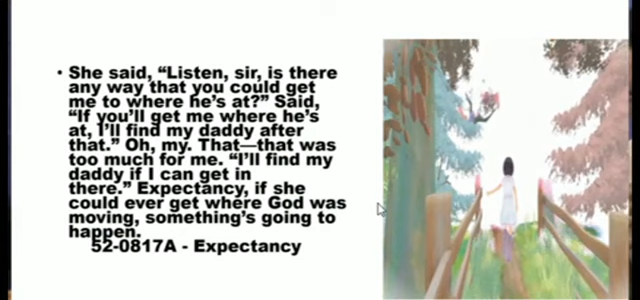 • She said, “Listen, sir, is there
any way that you could get
me to where he’s at?” Said,
“If you’ll get me where he’s
at, I’ll find my daddy after
that.” Oh, my. That—that was
too much for me. “I’ll find my
daddy if I can get in
there.” Expectancy, if she
could ever get where God was
moving, something’s going to
happen.
52-0817A - Expectancy